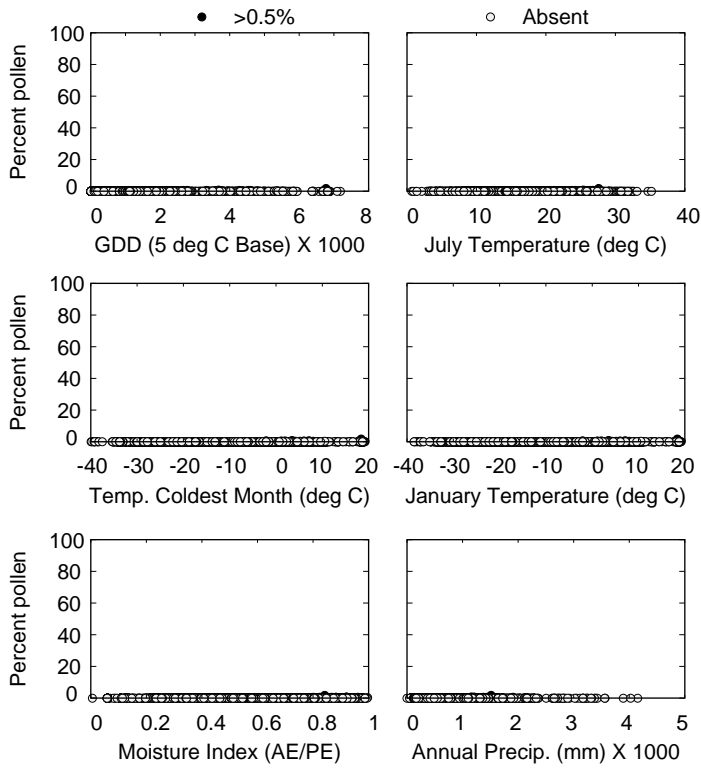 >0.5% Absent
Percent pollen
100
80
60
40
20
0
0 2 4 6 8
GDD (5 deg C Base) X 1000
0 10 20 30 40
July Temperature (deg C)
Percent pollen
100
80
60
40
20
0
-40 -30 -20 -10 0 10 20
Temp. Coldest Month (deg C)
-40 -30 -20 -10 0 10 20
January Temperature (deg C)
Percent pollen
100
80
60
40
20
0
0 0.2 0.4 0.6 0.8 1
Moisture Index (AE/PE)
0 1 2 3 4 5
Annual Precip. (mm) X 1000